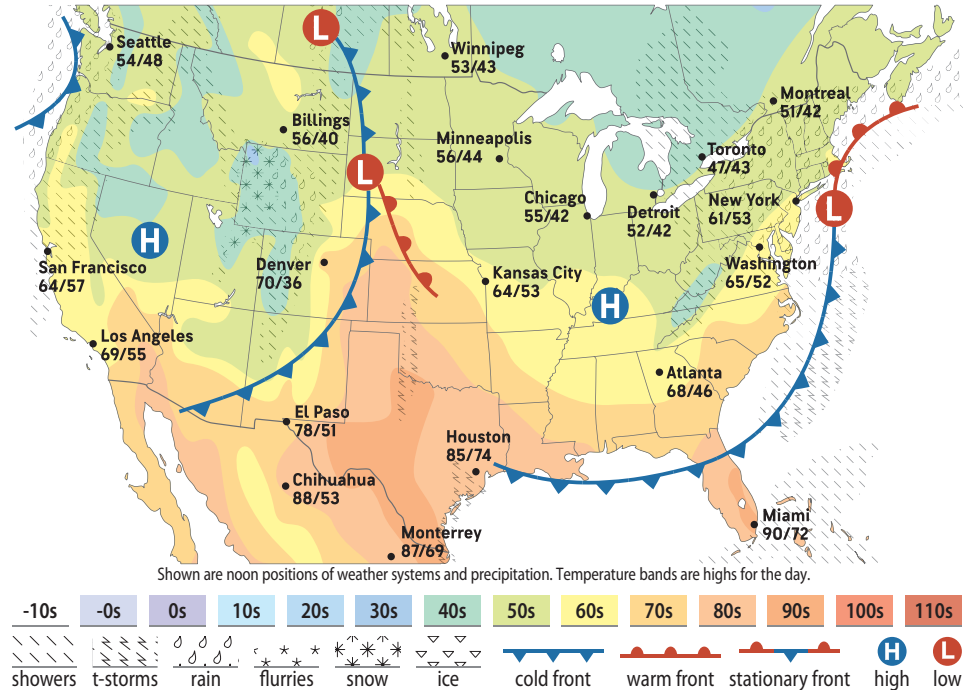 L
Seattle
54/48
Winnipeg
53/43
Montreal
51/42
Billings
56/40
Minneapolis
56/44
Toronto
47/43
L
Chicago
55/42
Detroit
52/42
New York
61/53
L
H
San Francisco
64/57
Denver
70/36
Kansas City
64/53
Washington
65/52
H
Los Angeles
69/55
Atlanta
68/46
El Paso
78/51
Houston
85/74
Chihuahua
88/53
Miami
90/72
Monterrey
87/69
Shown are noon positions of weather systems and precipitation. Temperature bands are highs for the day.
-10s -0s 0s 10s 20s 30s 40s 50s 60s 70s 80s 90s 100s 110s
H L
showers t-storms rain flurries snow ice cold front warm front stationary front high low